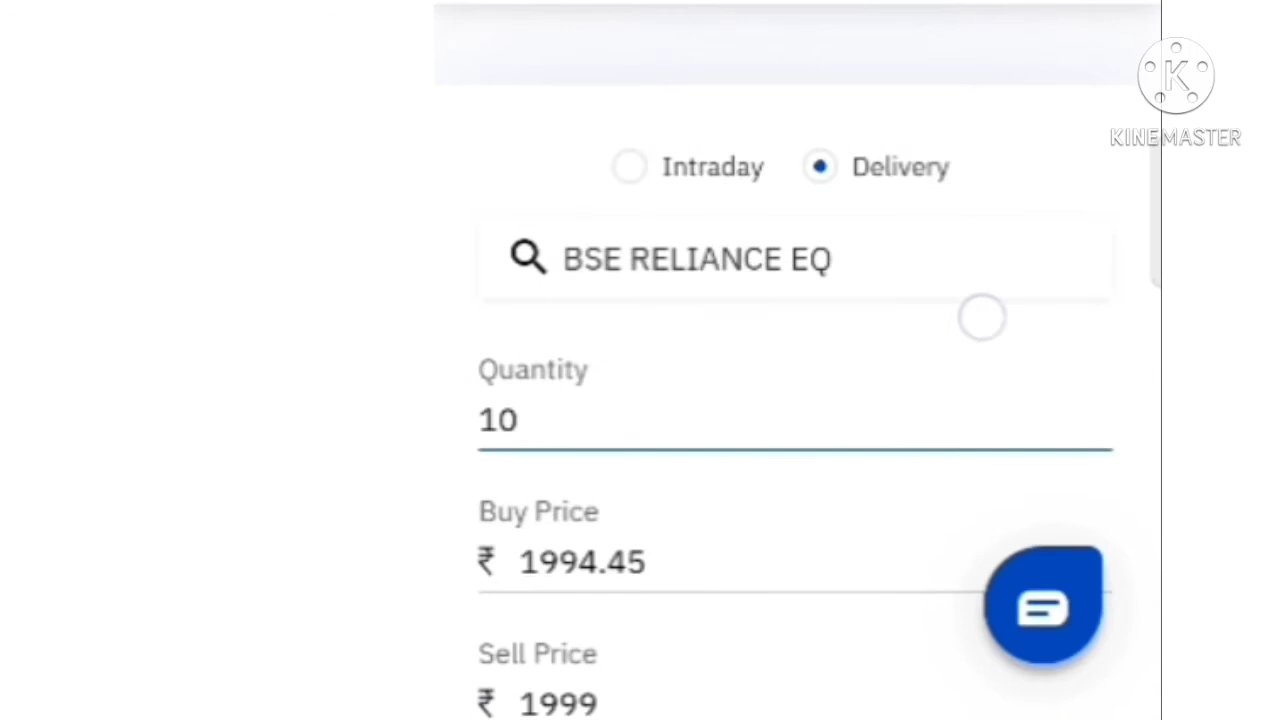 K
KINEMASTER
Intraday
Delivery
BSE RELIANCE EQ
Quantity
10
Buy Price
₹ 1994.45
Sell Price
₹ 1999